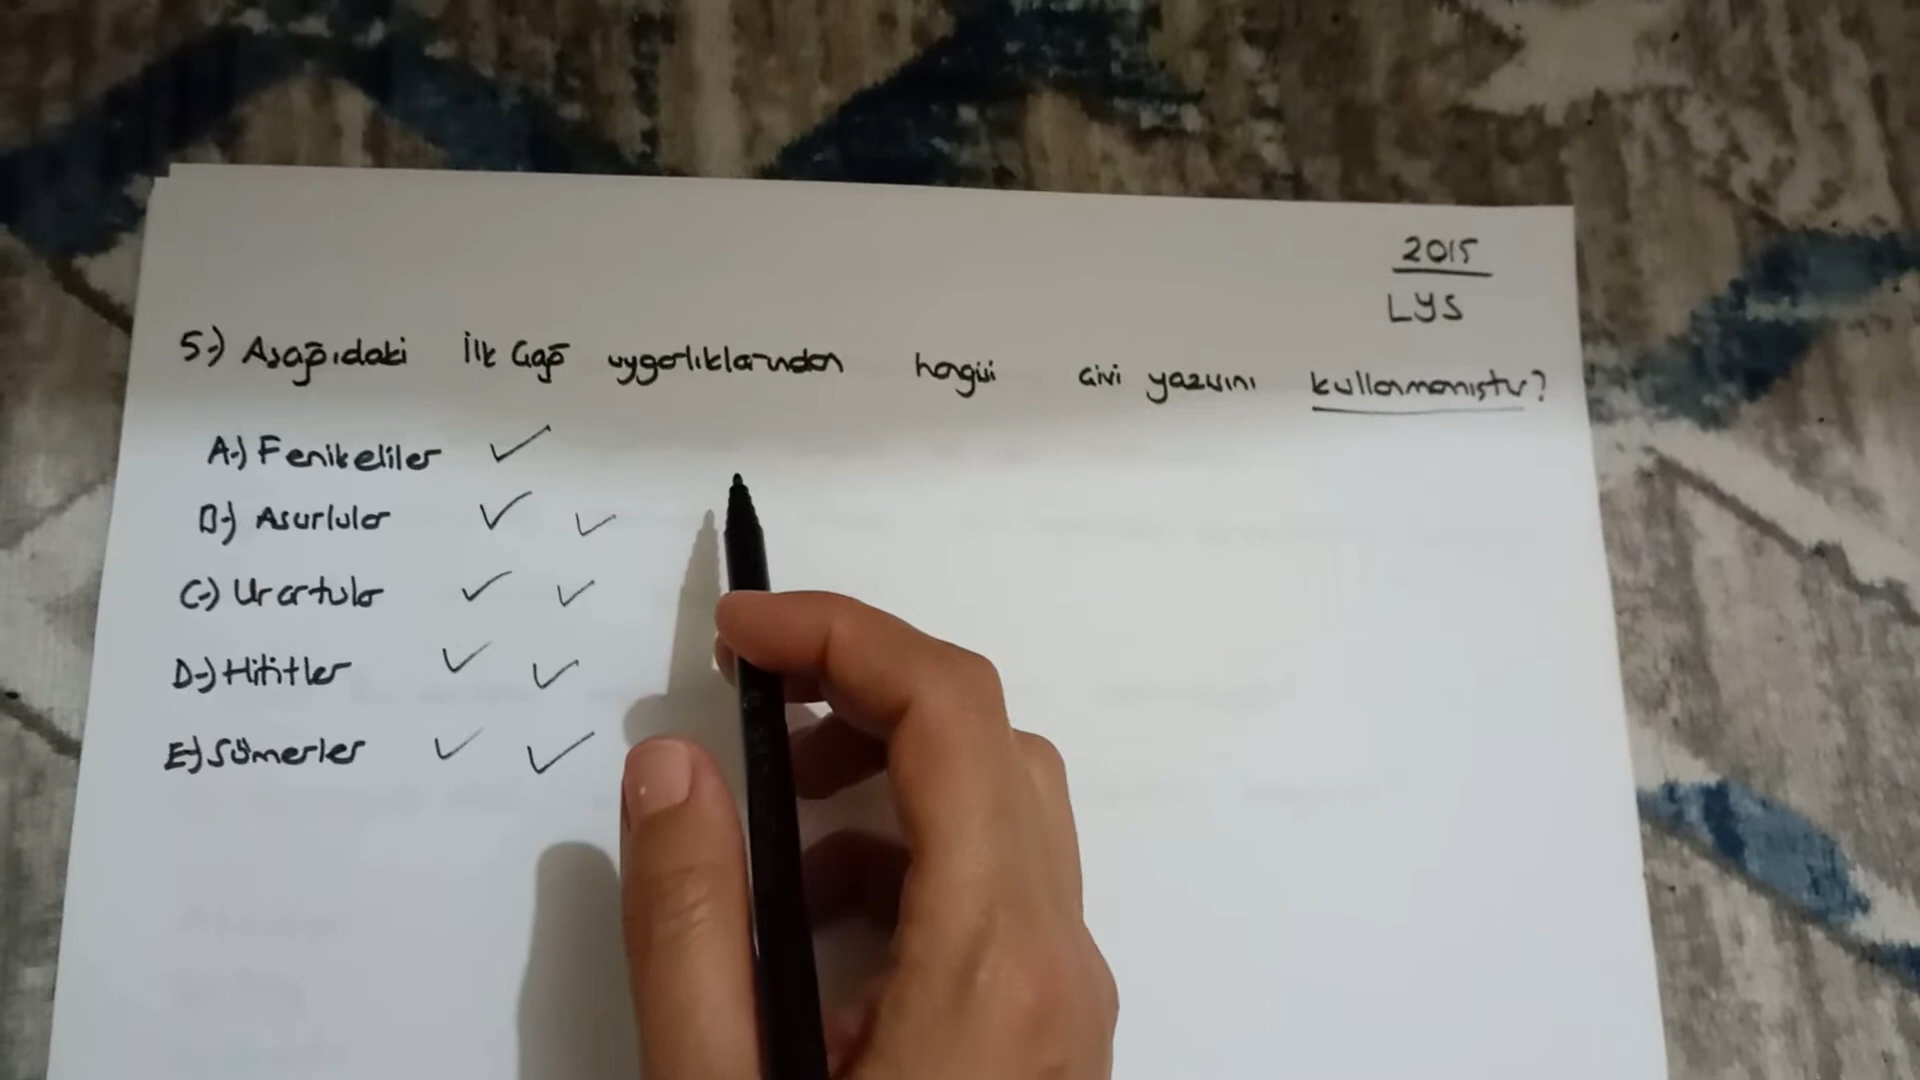 2015
LYS
5-) Aşağıdaki İlk Çağ uygarlıklarından hangisi çivi yazısını kullanmamıştır?
A-) Fenikeliler
B-) Asurlular
C-) Urartular
D-) Hititler
E-) Sümerler